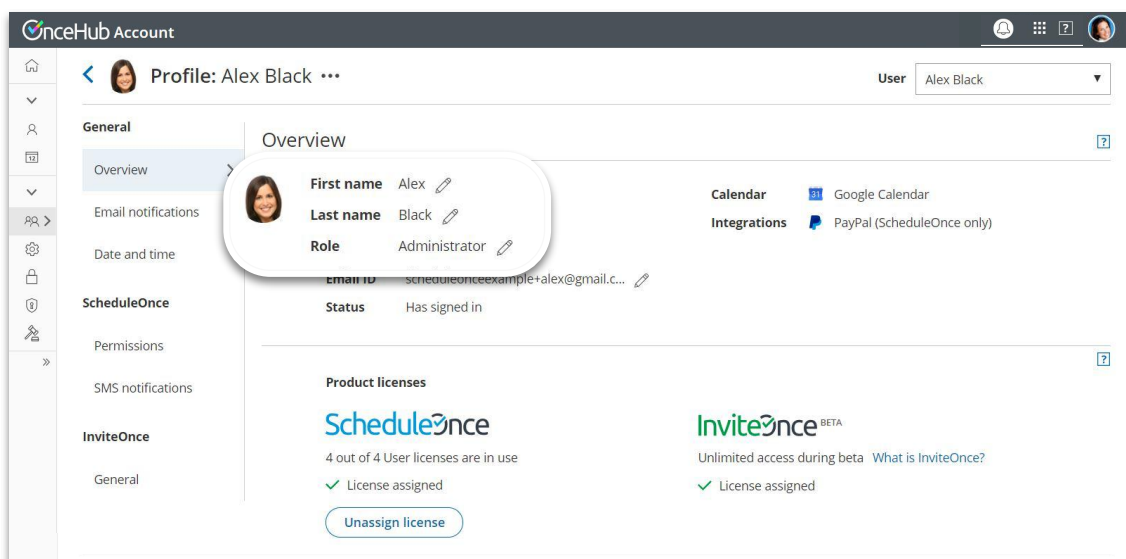 OnceHub Account
?
Profile: Alex Black •••
User Alex Black
General
Overview
Email notifications
Date and time
ScheduleOnce
Permissions
SMS notifications
InviteOnce
General
12
Overview
?
First name Alex
Last name Black
Role Administrator
Email ID scheduleonceexample+alex@gmail.c...
Status Has signed in
Calendar 31 Google Calendar
Integrations PayPal (ScheduleOnce only)
?
Product licenses
ScheduleOnce
4 out of 4 User licenses are in use
License assigned
Unassign license
InviteOnce BETA
Unlimited access during beta What is InviteOnce?
License assigned